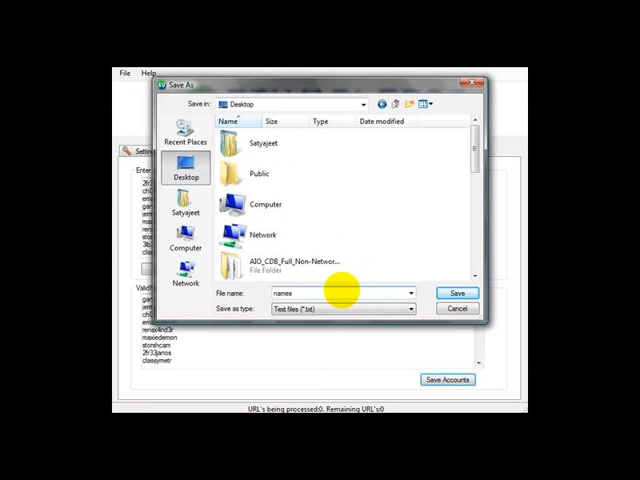 File Help
Save As
Save in: Desktop
Name Size Type Date modified
Recent Places
Desktop
Satyajeet
Computer
Network
Satyajeet
Public
Computer
Network
AIO_CDB_Full_Non-Networ...
File Folder
File name: names
Save
Save as type: Text files (*.txt)
Cancel
rensx4nd3r
maxiedemon
storshcam
2fr33janos
classymetr
Save Accounts
URL's being processed:0. Remaining URL's:0